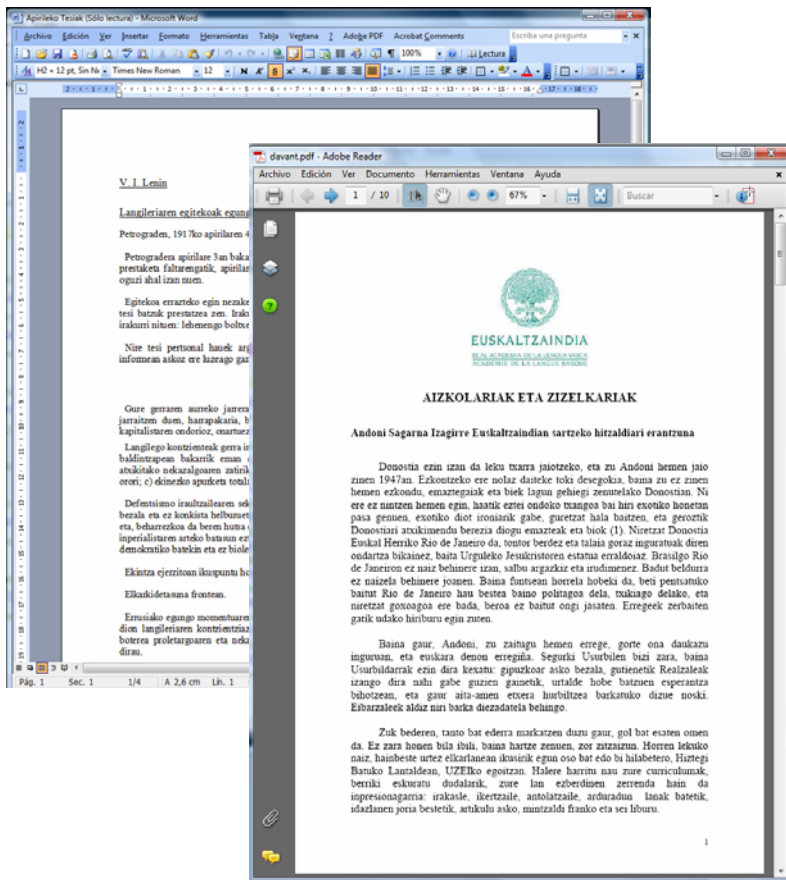 Apirileko Tesiak (Sólo lectura) - Microsoft Word
Archivo Edición Ver Insertar Formato Herramientas Tabla Ventana ? Adobe PDF Acrobat Comments Escriba una pregunta
100% Lectura
H2 + 12 pt, Sin Ne Times New Roman 12 N K S
V. I. Lenin
Langileriaren egitekoak egung
Petrograden, 1917ko apirilaren 4
Petrogradera apirilare 3an baka
prestaketa faltarengatik, apirilar
oguzi ahal izan nuen.
Egitekoa errazteko egin nezake
tesi batzuk prestatzea zen. Iraku
irakurri nituen: lehenengo boltxe
Nire tesi pertsonal hauek arg
informean askoz ere luzeago gar
Gure gerraren aurreko jarrera
jarraitzen duen, harrapakaria, b
kapitalistaren ondorioz, onartuez
Langilego kontzienteak gerra ir
baldintzapean bakarrik eman
atxikitako nekazalgoaren zatirik
orori; c) ekinezko apurketa totala
Defentsismo iraultzailearen sek
bezala eta ez konkista helburuet
eta, beharrezkoa da beren hutsa
inperialistaren arteko batasun ezi
demokratiko batekin eta ez biole
Ekintza ejerzitoan ikuspuntu ho
Elkarkidetasuna frontean.
Errusiako egungo momentuaren
dion langileriaren kontrientziaz
boterea proletargoaren eta neka
dirau.
Pág. 1 Sec. 1 1/4 A 2,6 cm Lín. 1
davant.pdf - Adobe Reader
Archivo Edición Ver Documento Herramientas Ventana Ayuda
1 / 10 67% Buscar
EUSKALTZAINDIA
REAL ACADEMIA DE LA LENGUA VASCA
ACADEMIE DE LA LANGUE BASQUE
AIZKOLARIAK ETA ZIZELKARIAK
Andoni Sagarna Izagirre Euskaltzaindian sartzeko hitzaldiari erantzuna
Donostia ezin izan da leku txarra jaiotzeko, eta zu Andoni hemen jaio
zinen 1947an. Ezkontzeko ere nolaz daiteke toki desegokia, baina zu ez zinen
hemen ezkondu, emaztegaiak eta biek lagun gehiegi zenutelako Donostian. Ni
ere ez nintzen hemen egin, haatik eztei ondoko txangoa bai hiri exotiko honetan
pasa genuen, exotiko diot ironiarik gabe, guretzat hala baitzen, eta geroztik
Donostiari atxikimendu berezia diogu emaztegaiak eta biok (1). Niretzat Donostia
Euskal Herriko Rio de Janeiro da, tontor berdez eta talaia goraz inguratuak diren
ondartza bikainez, baita Urguleko Jesukristoren estatua erraldoiaz. Brasilgo Rio
de Janeiron ez naiz behinere izan, salbu argazkiz eta irudimenez. Badut beldurra
ez naizela behinere joanen. Baina funtsean horrela hobeki da, beti pentsatuko
baitut Rio de Janeiro hau bestea baino politagoa dela, txikiago delako, eta
niretzat goxoagoa ere bada, beroa ez baitut ongi jasaten. Erregeek zerbaiten
gatik udako hiriburu egin zuten.
Baina gaur, Andoni, zu zaitugu hemen errege, gorte ona daukazu
inguruan, eta euskara denon erregiña. Segurki Usurbilen bizi zara, baina
Usurbildarrak ezin dira kexatu: gipuzkoar asko bezala, gutienetik Realzaleak
izango dira nahi gabe guzien gainetik, urtalde hobe batzuen esperantza
bihotzean, eta gaur aita-amen etxera hurbiltzea barkatuko dizue noski.
Eibarzaleek aldiz niri barka diezadatela behingo.
Zuk bederen, tanto bat ederra markatzen duzu gaur, gol bat esaten omen
da. Ez zara honen bila ibili, baina hartze zenuen, zor zitzaizun. Horren lekuko
naiz, hainbeste urtez elkarlanean ikusirik egun oso bat edo bi hilabetero, Hiztegi
Batuko Lantaldean, UZEIko egoitzan. Halere harritu nau zure curriculumak,
berriki eskuratu dudalarik, zure lan ezberdinen zerrenda hain da
inpresionagarria: irakasle, ikertzaile, antolatzaile, arduradun lanak batetik,
idazlanen joria bestetik, artikulu asko, mintzaldi franko eta sei liburu.
1